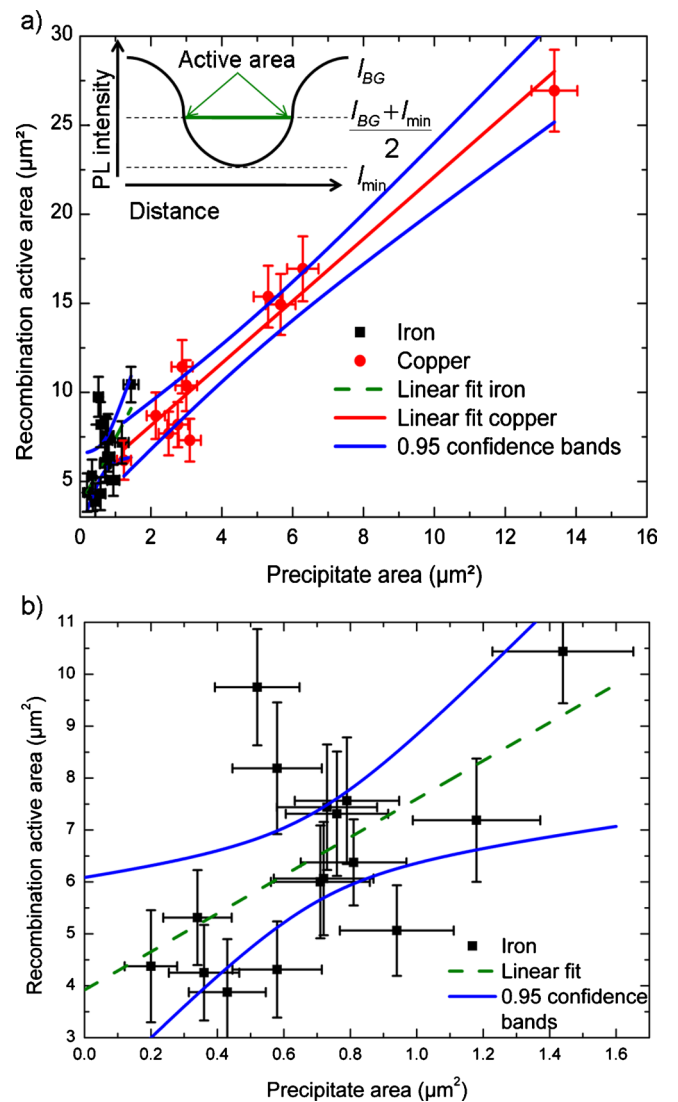 a)
30
25
20
15
10
5
Recombination active area (µm²)
PL intensity
Active area
I_BG
I_BG + I_min
2
I_min
Distance
Iron
Copper
Linear fit iron
Linear fit copper
0.95 confidence bands
0 2 4 6 8 10 12 14 16
Precipitate area (µm²)
b)
11
10
9
8
7
6
5
4
3
Recombination active area (µm²)
Iron
Linear fit
0.95 confidence
bands
0.0 0.2 0.4 0.6 0.8 1.0 1.2 1.4 1.6
Precipitate area (µm²)